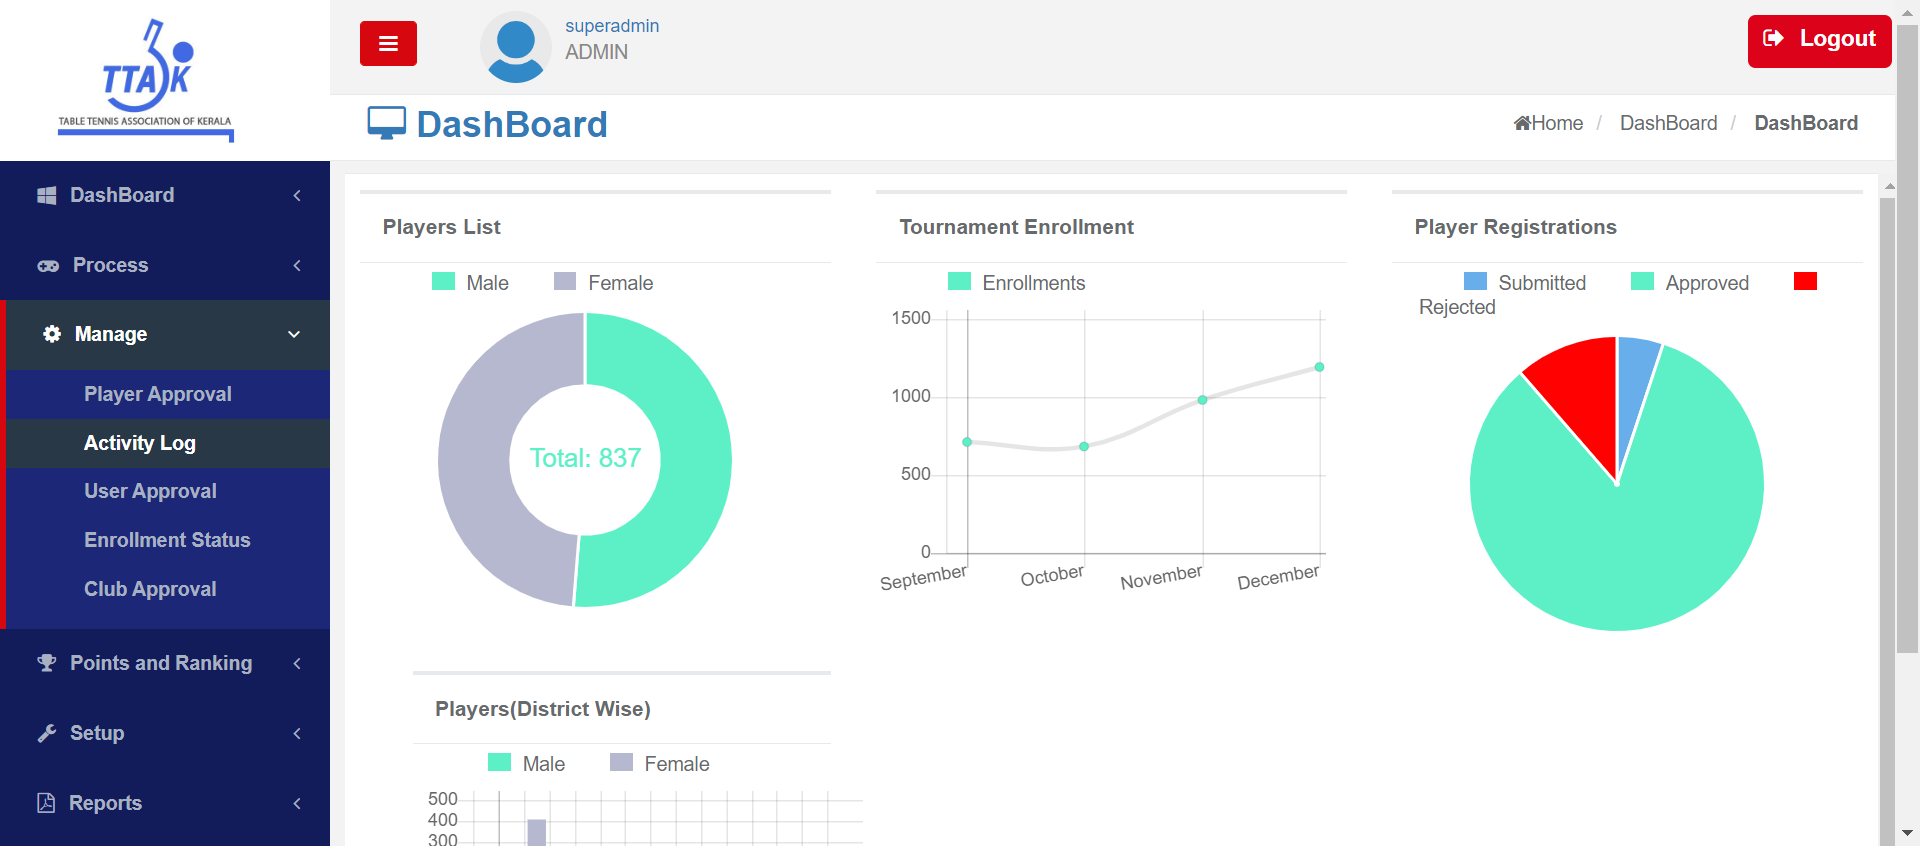 TTAK
TABLE TENNIS ASSOCIATION OF KERALA
superadmin
ADMIN
Logout
DashBoard
Home / DashBoard / DashBoard
DashBoard
Process
Manage
Player Approval
Activity Log
User Approval
Enrollment Status
Club Approval
Points and Ranking
Setup
Reports
Players List
Male Female
Total: 837
Tournament Enrollment
Enrollments
1500
1000
500
0
September October November December
Player Registrations
Submitted Approved
Rejected
Players(District Wise)
Male Female
500
400
300